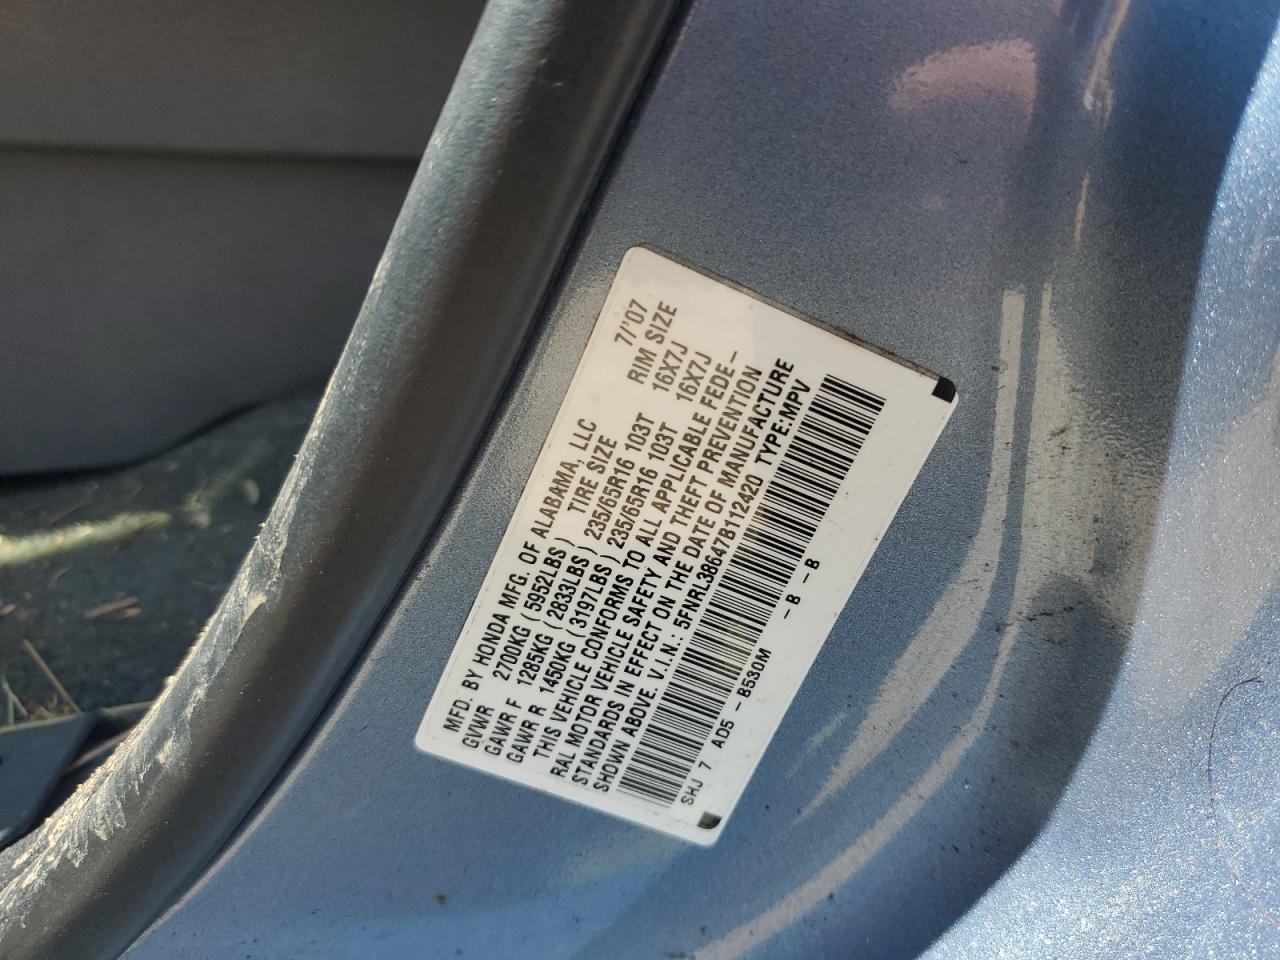 MFD. BY HONDA MFG. OF ALABAMA, LLC 7/'07
GVWR 2700KG (5952LBS) TIRE SIZE RIM SIZE
GAWR F 1285KG (2833LBS) 235/65R16 103T 16X7J
GAWR R 1450KG (3197LBS) 235/65R16 103T 16X7J
THIS VEHICLE CONFORMS TO ALL APPLICABLE FEDE-
RAL MOTOR VEHICLE SAFETY AND THEFT PREVENTION
STANDARDS IN EFFECT ON THE DATE OF MANUFACTURE
SHOWN ABOVE. V.I.N.: 5FNRL38647B112420 TYPE:MPV
SHJ 7 AD5 - B530M - B - B